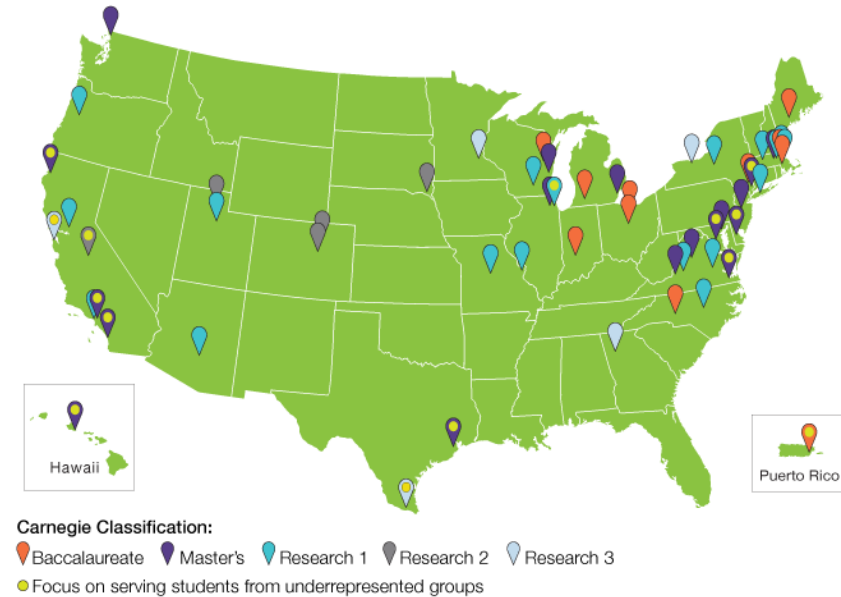 Hawaii
Puerto Rico
Carnegie Classification:
Baccalaureate Master's Research 1 Research 2 Research 3
Focus on serving students from underrepresented groups